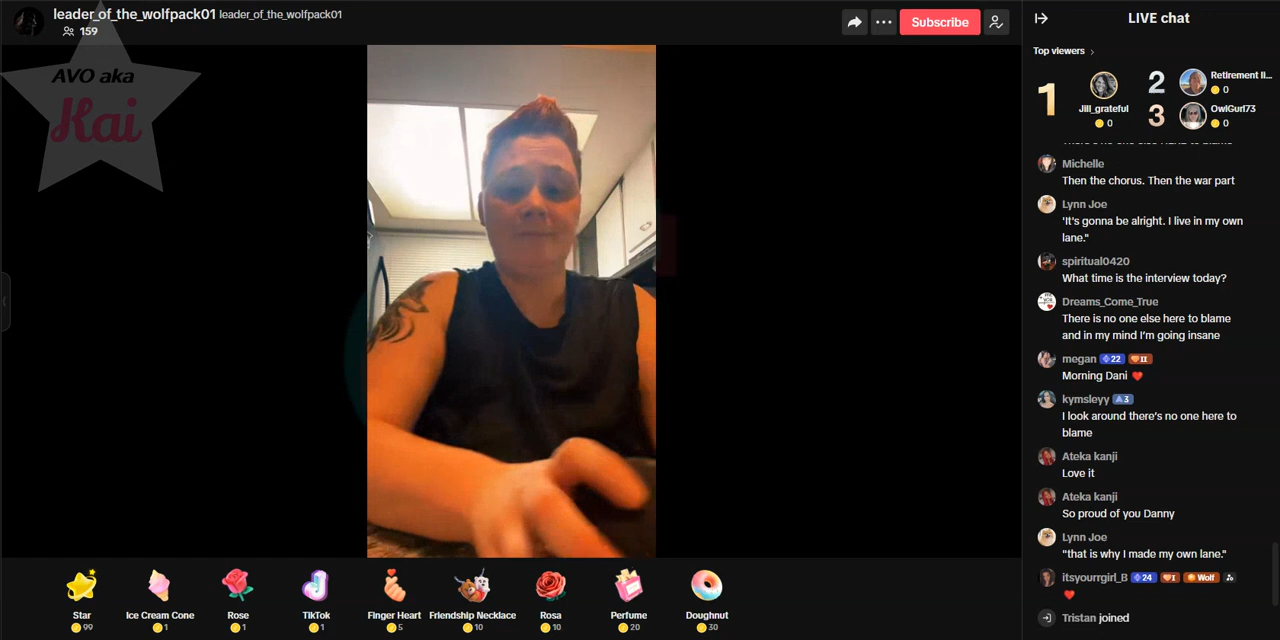 leader_of_the_wolfpack01 leader_of_the_wolfpack01
159
Subscribe
AVO aka
Kai
LIVE chat
Top viewers
1
Jill_grateful
0
2
Retirement li...
0
3
OwlGurl73
0
Michelle
Then the chorus. Then the war part
Lynn Joe
'It's gonna be alright. I live in my own
lane."
spiritual0420
What time is the interview today?
Dreams_Come_True
There is no one else here to blame
and in my mind I'm going insane
megan 22 II
Morning Dani
kymsleyy 3
I look around there's no one here to
blame
Ateka kanji
Love it
Ateka kanji
So proud of you Danny
Lynn Joe
"that is why I made my own lane."
itsyourrgirl_B 24 I Wolf
Tristan joined
Star
99
Ice Cream Cone
1
Rose
1
TikTok
1
Finger Heart
5
Friendship Necklace
10
Rosa
10
Perfume
20
Doughnut
30